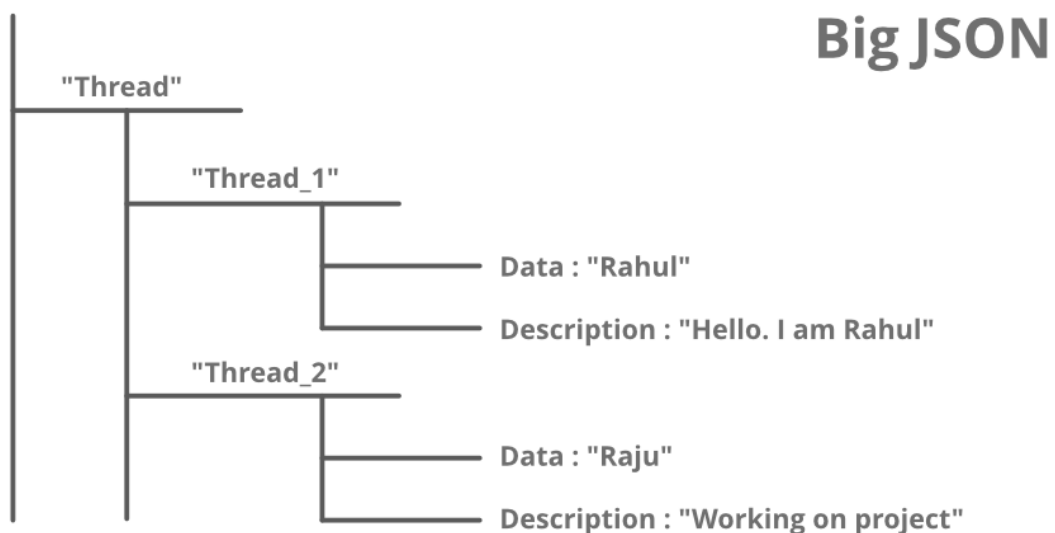 Big JSON
"Thread"
"Thread_1"
Data : "Rahul"
Description : "Hello. I am Rahul"
"Thread_2"
Data : "Raju"
Description : "Working on project"